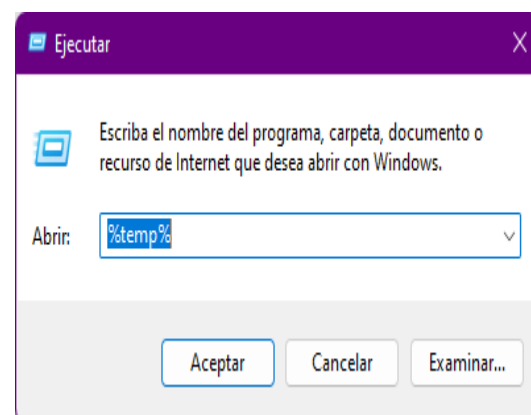 Ejecutar
Escriba el nombre del programa, carpeta, documento o
recurso de Internet que desea abrir con Windows.
Abrir: %temp%
Aceptar Cancelar Examinar...